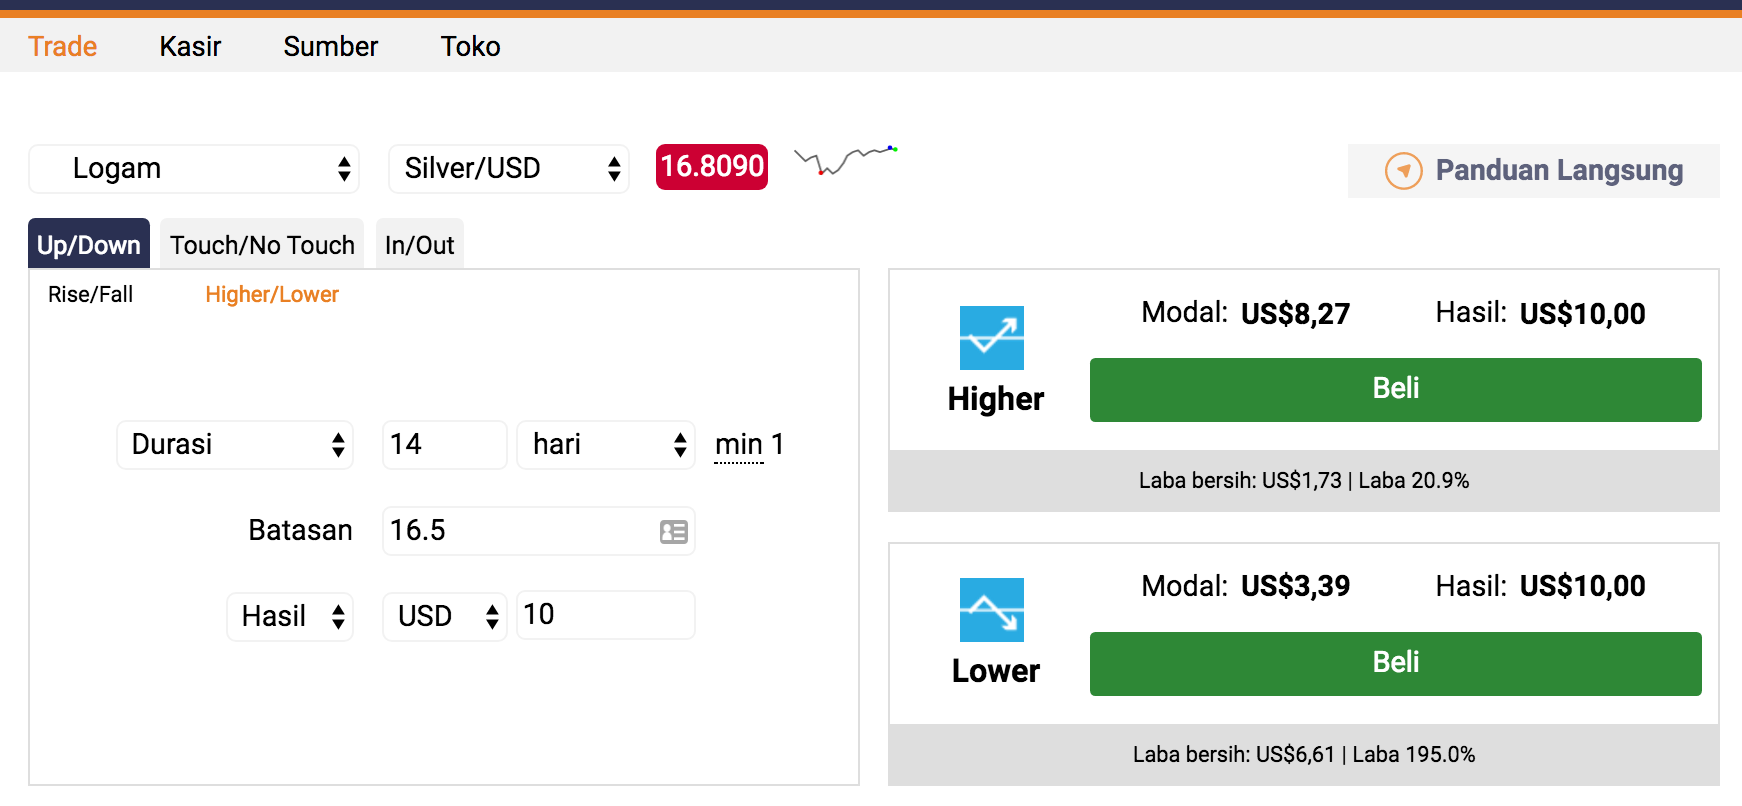 Trade Kasir Sumber Toko
Logam Silver/USD 16.8090 Panduan Langsung
Up/Down Touch/No Touch In/Out
Rise/Fall Higher/Lower
Durasi 14 hari min 1
Batasan 16.5
Hasil USD 10
Modal: US$8,27 Hasil: US$10,00
Higher
Beli
Laba bersih: US$1,73 | Laba 20.9%
Modal: US$3,39 Hasil: US$10,00
Lower
Beli
Laba bersih: US$6,61 | Laba 195.0%